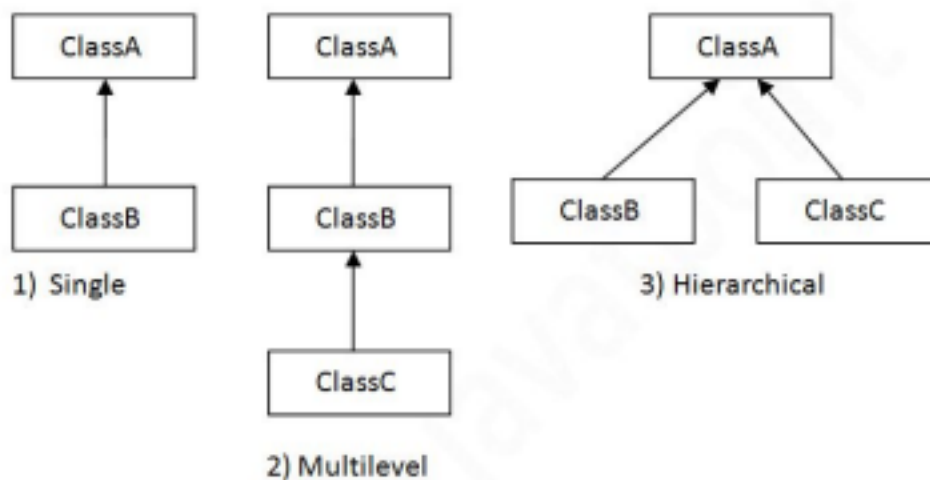 ClassA
ClassB
1) Single
ClassA
ClassB
ClassC
2) Multilevel
ClassA
ClassB
ClassC
3) Hierarchical